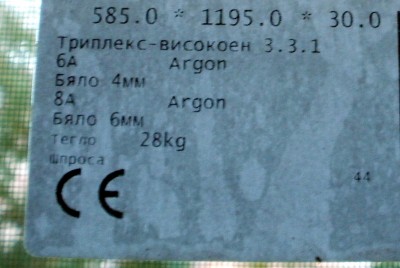 585.0 * 1195.0 * 30.0
Триплекс-високоен 3.3.1
6A Argon
Бяло 4мм
8A Argon
Бяло 6мм
Тегло 28kg
Шпроса
44
CE